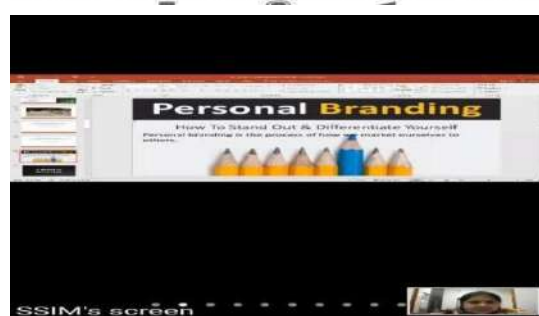 Personal Branding
How To Stand Out & Differentiate Yourself
Personal branding is the process of how we market ourselves to
others.
SSIM's screen